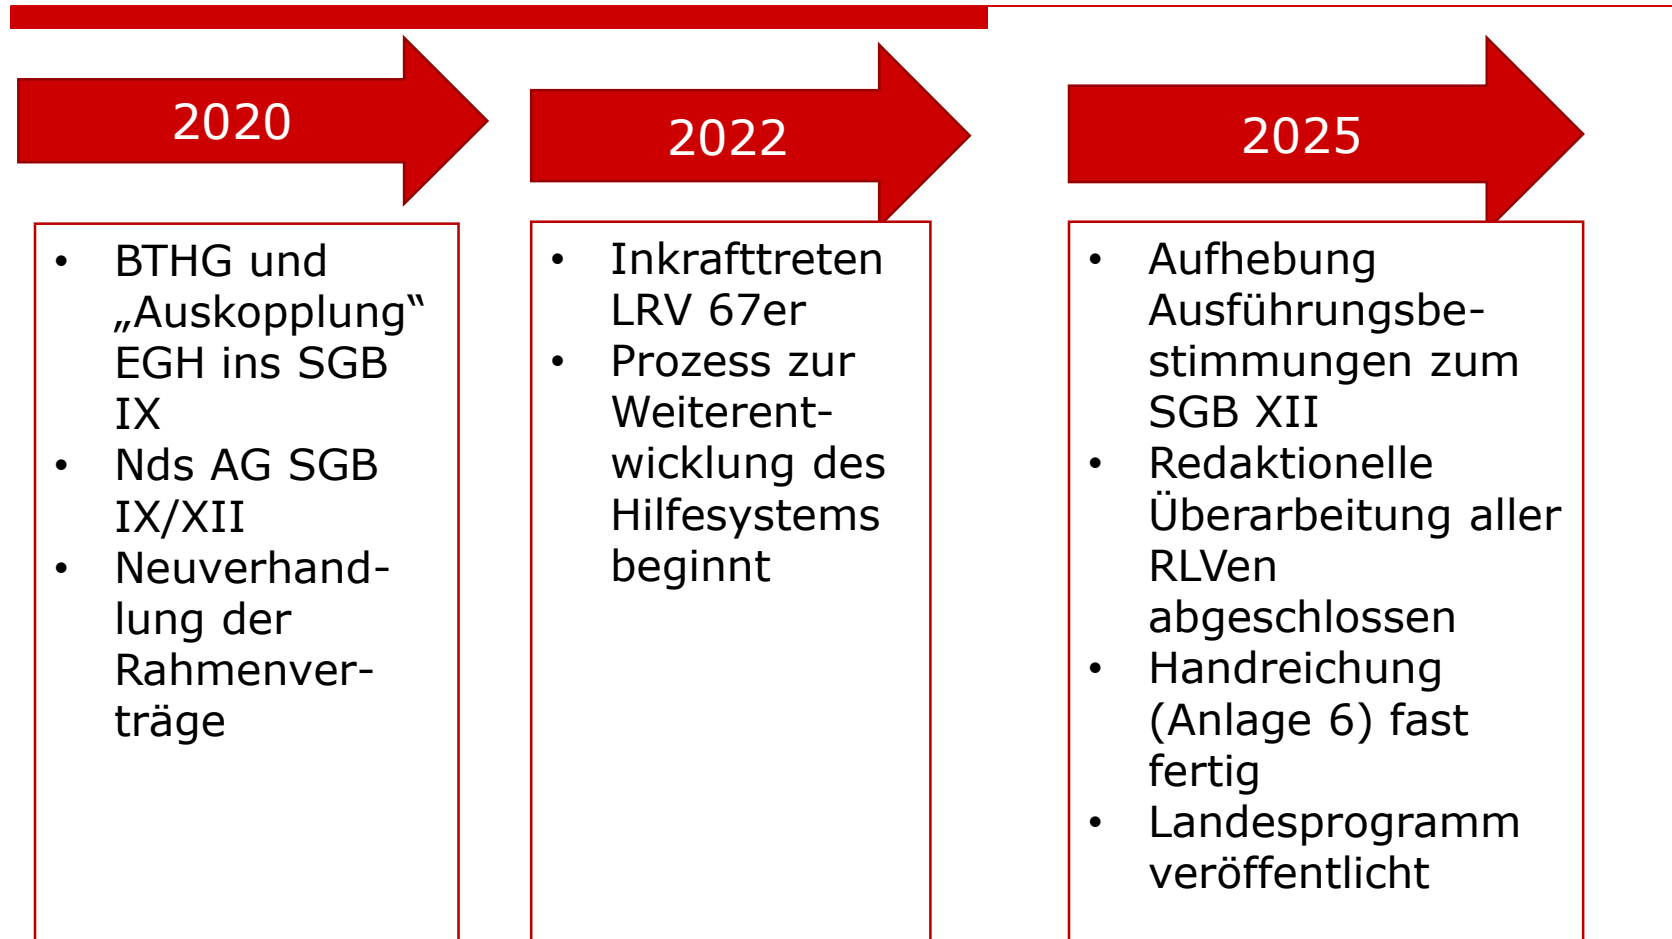 2020
• BTHG und
„Auskopplung“
EGH ins SGB
IX
• Nds AG SGB
IX/XII
• Neuverhand-
lung der
Rahmenver-
träge
2022
• Inkrafttreten
LRV 67er
• Prozess zur
Weiterent-
wicklung des
Hilfesystems
beginnt
2025
• Aufhebung
Ausführungsbe-
stimmungen zum
SGB XII
• Redaktionelle
Überarbeitung aller
RLVen
abgeschlossen
• Handreichung
(Anlage 6) fast
fertig
• Landesprogramm
veröffentlicht